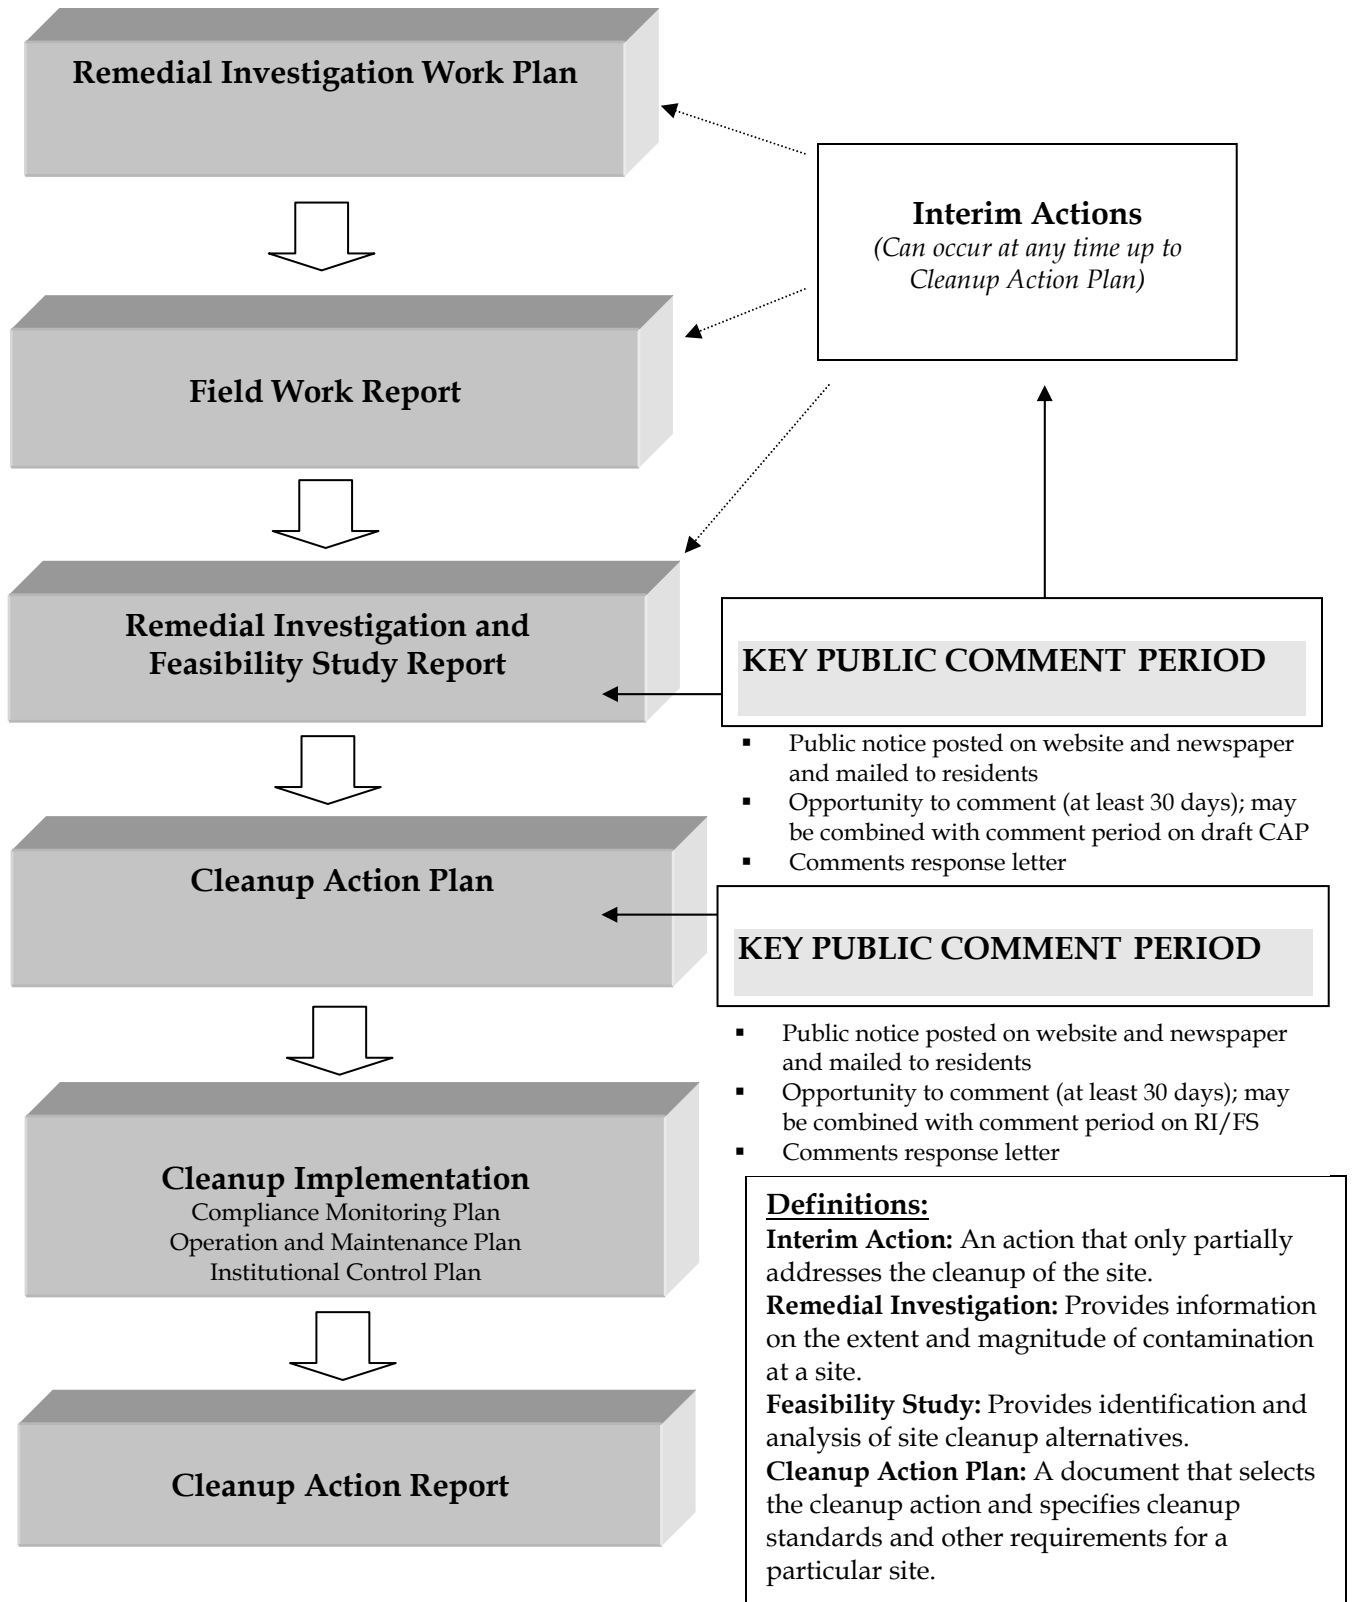 Remedial Investigation Work Plan
Interim Actions
(Can occur at any time up to
Cleanup Action Plan)
Field Work Report
Remedial Investigation and
Feasibility Study Report
KEY PUBLIC COMMENT PERIOD
▪ Public notice posted on website and newspaper
and mailed to residents
▪ Opportunity to comment (at least 30 days); may
be combined with comment period on draft CAP
▪ Comments response letter
Cleanup Action Plan
KEY PUBLIC COMMENT PERIOD
▪ Public notice posted on website and newspaper
and mailed to residents
▪ Opportunity to comment (at least 30 days); may
be combined with comment period on RI/FS
▪ Comments response letter
Cleanup Implementation
Compliance Monitoring Plan
Operation and Maintenance Plan
Institutional Control Plan
Cleanup Action Report
Definitions:
Interim Action: An action that only partially
addresses the cleanup of the site.
Remedial Investigation: Provides information
on the extent and magnitude of contamination
at a site.
Feasibility Study: Provides identification and
analysis of site cleanup alternatives.
Cleanup Action Plan: A document that selects
the cleanup action and specifies cleanup
standards and other requirements for a
particular site.